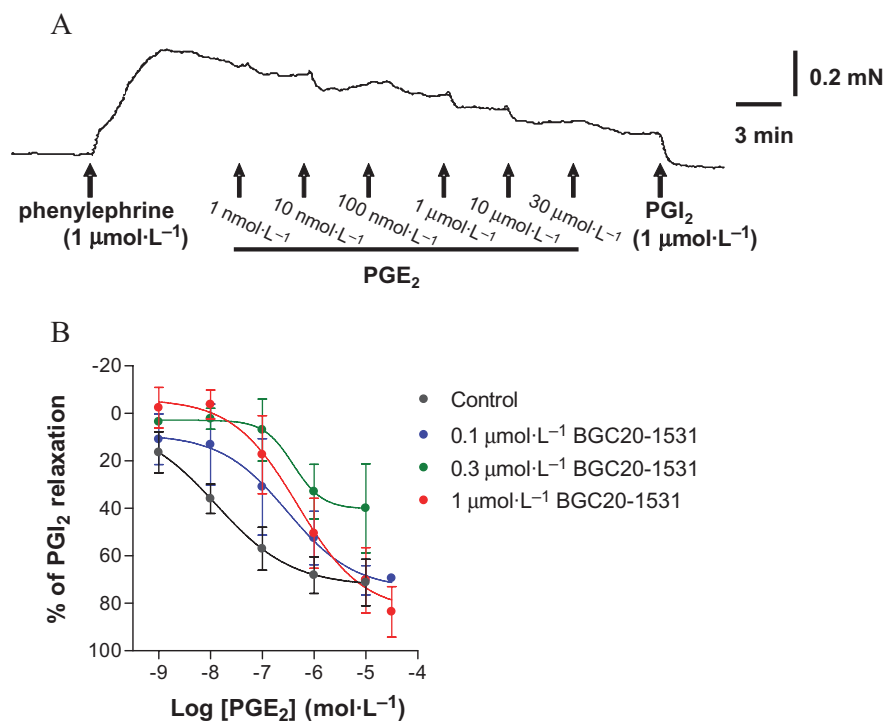 A
0.2 mN
3 min
phenylephrine
(1 μmol·L⁻¹)
1 nmol·L⁻¹
10 nmol·L⁻¹
100 nmol·L⁻¹
1 μmol·L⁻¹
10 μmol·L⁻¹
30 μmol·L⁻¹
PGI₂
(1 μmol·L⁻¹)
PGE₂
B
% of PGI₂ relaxation
-20
0
20
40
60
80
100
-9 -8 -7 -6 -5 -4
Log [PGE₂] (mol·L⁻¹)
Control
0.1 μmol·L⁻¹ BGC20-1531
0.3 μmol·L⁻¹ BGC20-1531
1 μmol·L⁻¹ BGC20-1531